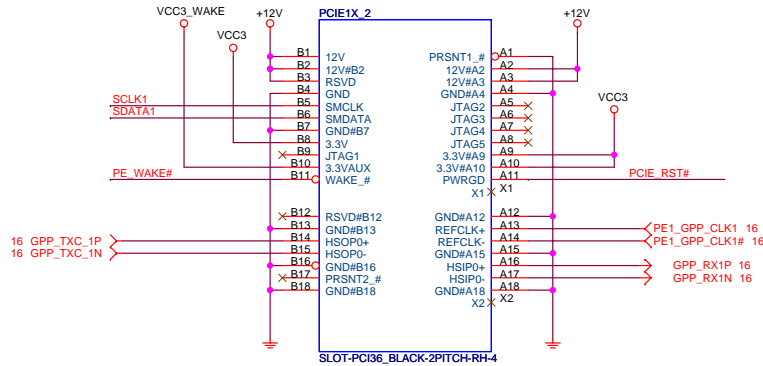 VCC3_WAKE
+12V
PCIE1X_2
+12V
VCC3
B1 12V PRSNT1_# A1
B2 12V#B2 12V#A2 A2
B3 RSVD 12V#A3 A3
B4 GND GND#A4 A4
VCC3
SCLK1 B5 SMCLK JTAG2 A5
SDATA1 B6 SMDATA JTAG3 A6
B7 GND#B7 JTAG4 A7
B8 3.3V JTAG5 A8
B9 JTAG1 3.3V#A9 A9
B10 3.3VAUX 3.3V#A10 A10
PE_WAKE# B11 WAKE_# PWRGD A11 PCIE_RST#
X1 X1
B12 RSVD#B12 GND#A12 A12
B13 GND#B13 REFCLK+ A13 PE1_GPP_CLK1 16
16 GPP_TXC_1P B14 HSOP0+ REFCLK- A14 PE1_GPP_CLK1# 16
16 GPP_TXC_1N B15 HSOP0- GND#A15 A15
B16 GND#B16 HSIP0+ A16 GPP_RX1P 16
B17 PRSNT2_# HSIP0- A17 GPP_RX1N 16
B18 GND#B18 GND#A18 A18
X2 X2
SLOT-PCI36_BLACK-2PITCH-RH-4